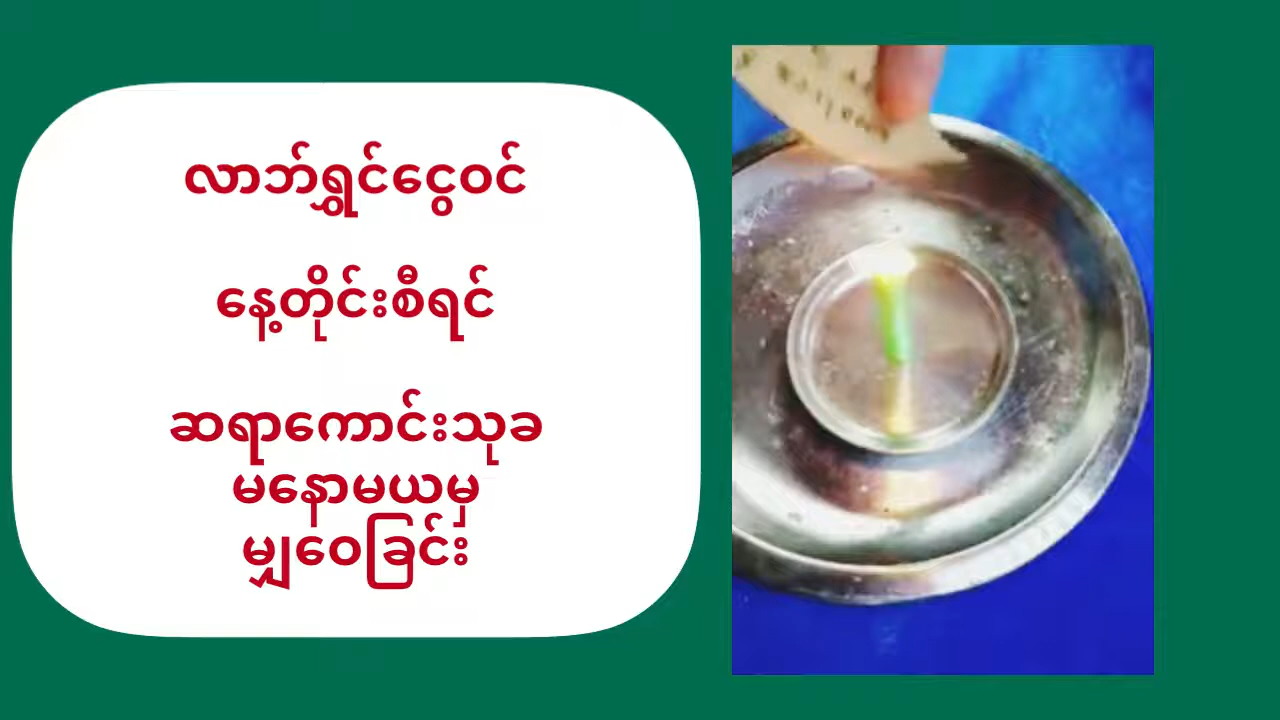 လာဘ်ရွှင်ငွေဝင်
နေ့တိုင်းစီရင်
ဆရာကောင်းသုခ
မနောမယမှ
မျှဝေခြင်း